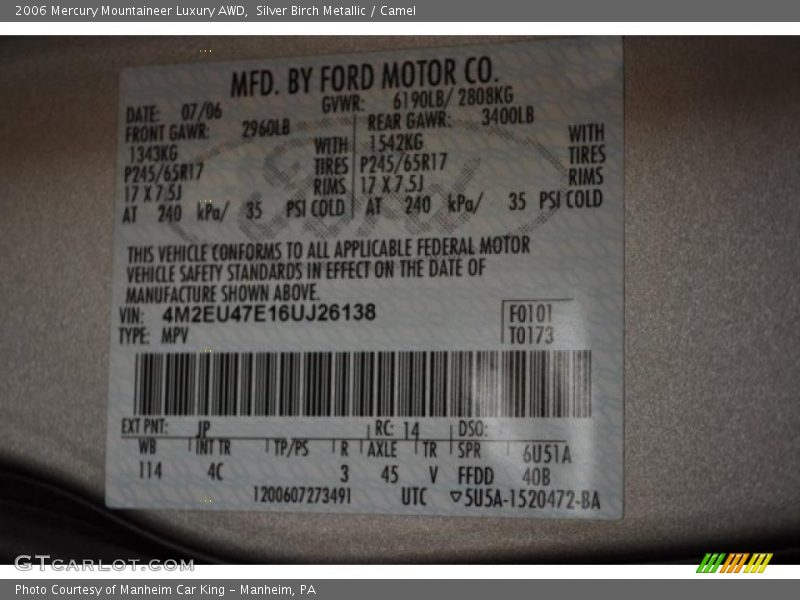 2006 Mercury Mountaineer Luxury AWD, Silver Birch Metallic / Camel
MFD. BY FORD MOTOR CO.
DATE: 07/06 GVWR: 6190LB/ 2808KG
FRONT GAWR: 2960LB REAR GAWR: 3400LB
1343KG WITH 1542KG WITH
P245/65R17 TIRES P245/65R17 TIRES
17 X 7.5J RIMS 17 X 7.5J RIMS
AT 240 kPa/ 35 PSI COLD AT 240 kPa/ 35 PSI COLD
THIS VEHICLE CONFORMS TO ALL APPLICABLE FEDERAL MOTOR
VEHICLE SAFETY STANDARDS IN EFFECT ON THE DATE OF
MANUFACTURE SHOWN ABOVE.
VIN: 4M2EU47E16UJ26138 F0101
TYPE: MPV T0173
EXT PNT: JP RC: 14 DSO:
WB INT TR TP/PS R AXLE TR SPR 6U51A
114 4C 3 45 V FFDD 40B
1200607273491 UTC ▽5U5A-1520472-BA
GTCARLOT.COM
Photo Courtesy of Manheim Car King - Manheim, PA